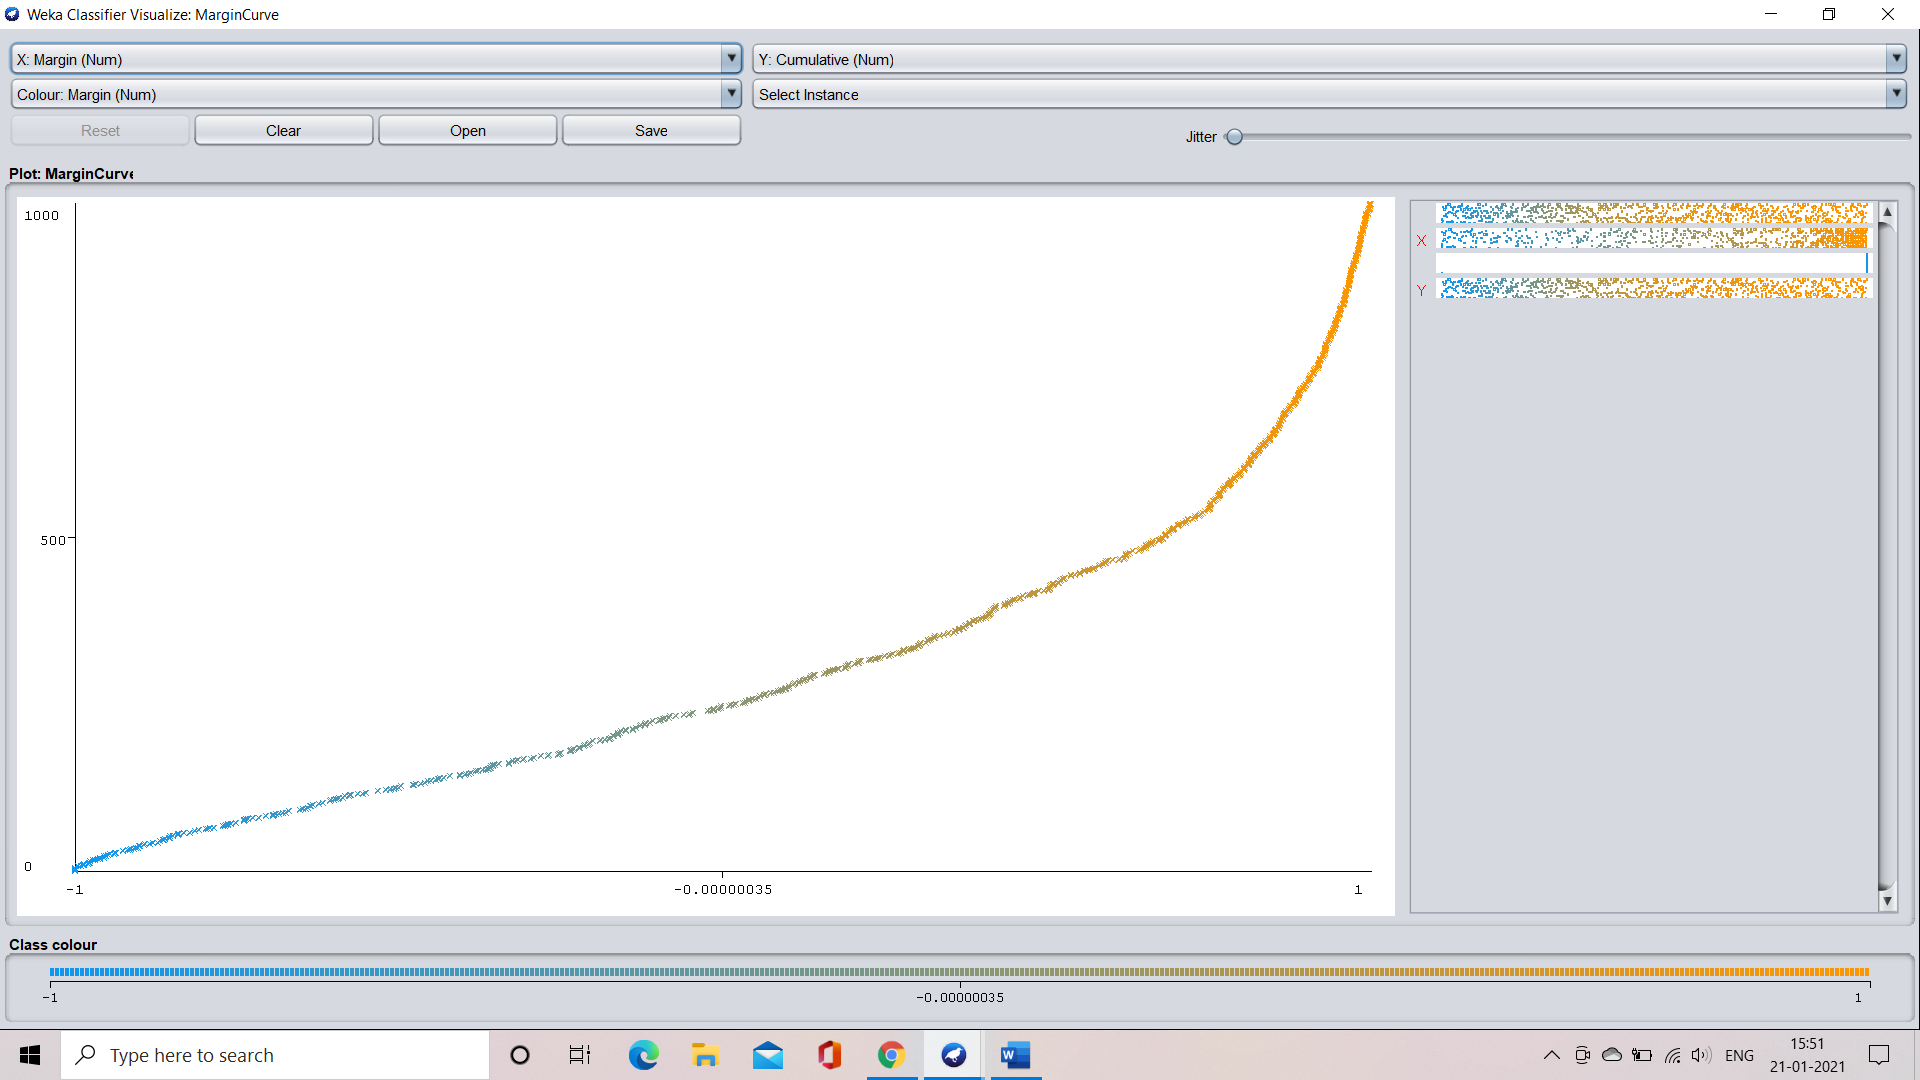 Weka Classifier Visualize: MarginCurve
X: Margin (Num)
Y: Cumulative (Num)
Colour: Margin (Num)
Select Instance
Reset
Clear
Open
Save
Jitter
Plot: MarginCurve
1000
500
0
-1
-0.00000035
1
X
Y
Class colour
-1
-0.00000035
1
Type here to search
ENG
15:51
21-01-2021